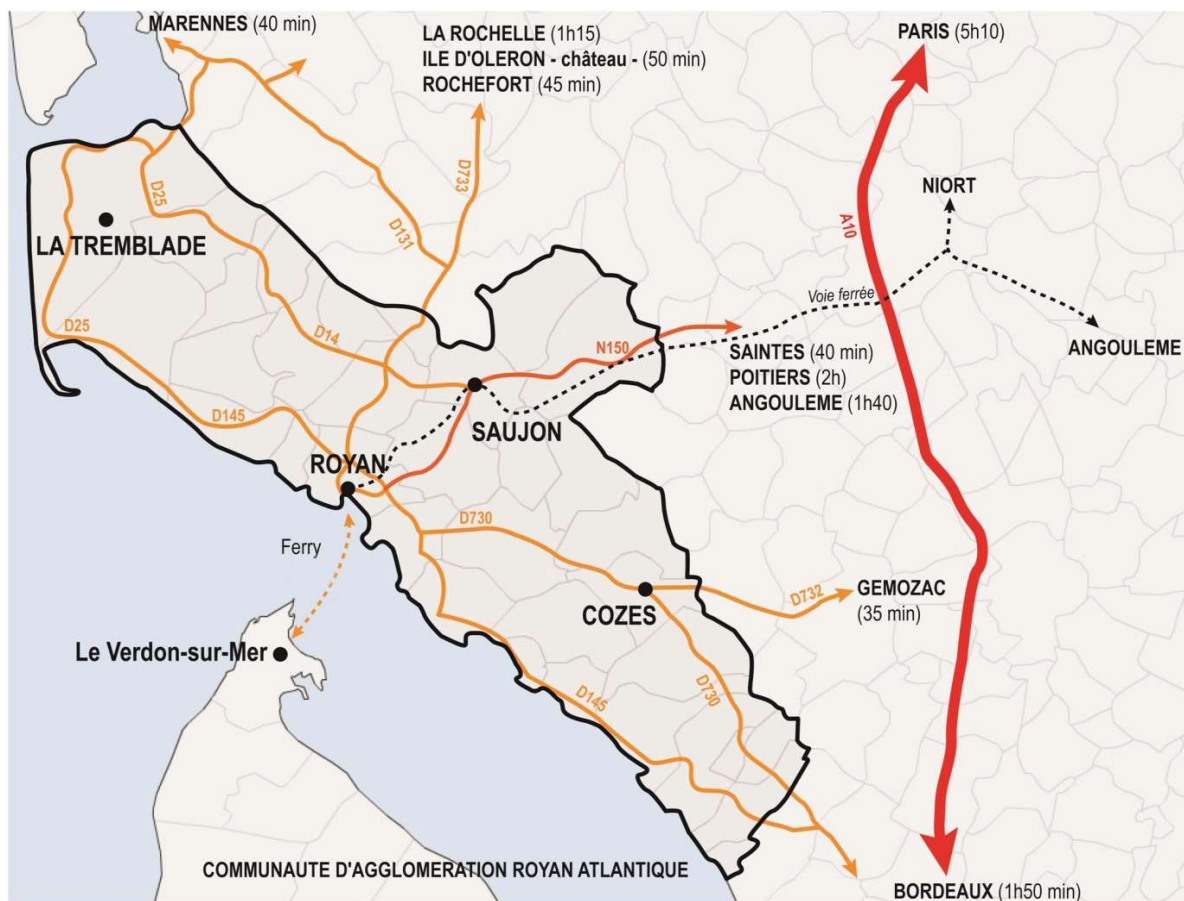 MARENNES (40 min)
LA ROCHELLE (1h15)
ILE D'OLERON - château - (50 min)
ROCHEFORT (45 min)
PARIS (5h10)
D25
D733
D131
NIORT
LA TREMBLADE
A10
Voie ferrée
D25
D14
N150
SAINTES (40 min)
POITIERS (2h)
ANGOULEME (1h40)
ANGOULEME
D145
SAUJON
ROYAN
D730
Ferry
COZES
D732
GEMOZAC
(35 min)
Le Verdon-sur-Mer
D145
D730
COMMUNAUTE D'AGGLOMERATION ROYAN ATLANTIQUE
BORDEAUX (1h50 min)